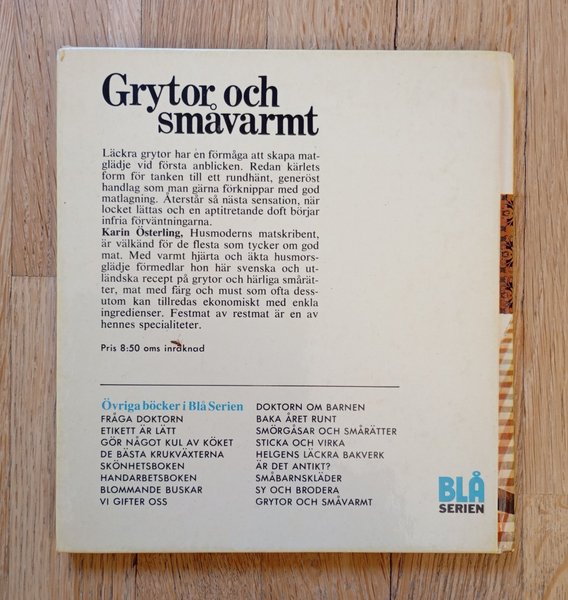 Grytor och
småvarmt
Läckra grytor har en förmåga att skapa mat-
glädje vid första anblicken. Redan kärlets
form för tanken till ett rundhänt, generöst
handlag som man gärna förknippar med god
matlagning. Återstår så nästa sensation, när
locket lättas och en aptitretande doft börjar
infria förväntningarna.
Karin Österling, Husmoderns matskribent,
är välkänd för de flesta som tycker om god
mat. Med varmt hjärta och äkta husmors-
glädje förmedlar hon här svenska och ut-
ländska recept på grytor och härliga smårät-
ter, mat med färg och must som ofta dess-
utom kan tillredas ekonomiskt med enkla
ingredienser. Festmat av restmat är en av
hennes specialiteter.
Pris 8:50 oms inräknad
Övriga böcker i Blå Serien
FRÅGA DOKTORN
ETIKETT ÄR LÄTT
GÖR NÅGOT KUL AV KÖKET
DE BÄSTA KRUKVÄXTERNA
SKÖNHETSBOKEN
HANDARBETSBOKEN
BLOMMANDE BUSKAR
VI GIFTER OSS
DOKTORN OM BARNEN
BAKA ÅRET RUNT
SMÖRGÅSAR OCH SMÅRÄTTER
STICKA OCH VIRKA
HELGENS LÄCKRA BAKVERK
ÄR DET ANTIKT?
SMÅBARNSKLÄDER
SY OCH BRODERA
GRYTOR OCH SMÅVARMT
BLÅ
SERIEN